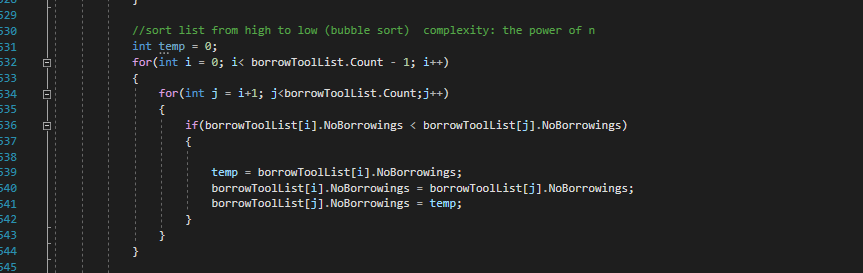 529
530 //sort list from high to low (bubble sort)  complexity: the power of n
531 int temp = 0;
532 for(int i = 0; i< borrowToolList.Count - 1; i++)
533 {
534 for(int j = i+1; j<borrowToolList.Count;j++)
535 {
536 if(borrowToolList[i].NoBorrowings < borrowToolList[j].NoBorrowings)
537 {
538
539 temp = borrowToolList[i].NoBorrowings;
540 borrowToolList[i].NoBorrowings = borrowToolList[j].NoBorrowings;
541 borrowToolList[j].NoBorrowings = temp;
542 }
543 }
544 }
545